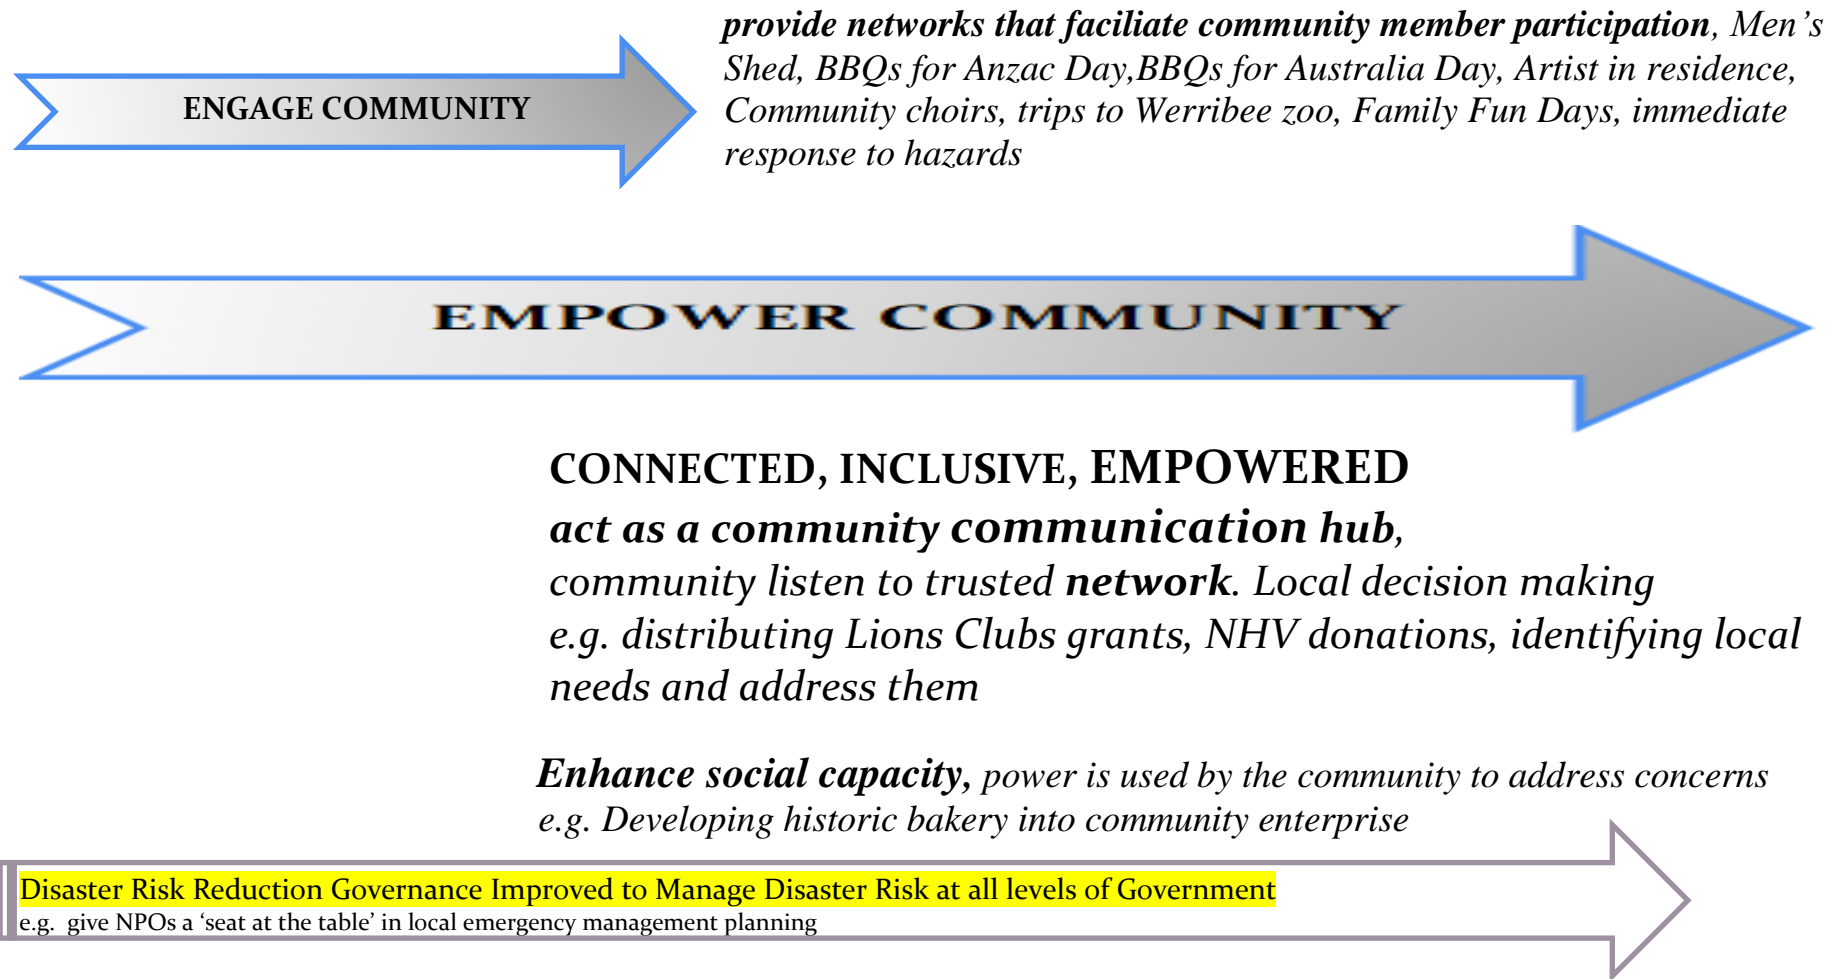 provide networks that faciliate community member participation, Men’s
Shed, BBQs for Anzac Day,BBQs for Australia Day, Artist in residence,
Community choirs, trips to Werribee zoo, Family Fun Days, immediate
response to hazards
ENGAGE COMMUNITY
EMPOWER COMMUNITY
CONNECTED, INCLUSIVE, EMPOWERED
act as a community communication hub,
community listen to trusted network. Local decision making
e.g. distributing Lions Clubs grants, NHV donations, identifying local
needs and address them
Enhance social capacity, power is used by the community to address concerns
e.g. Developing historic bakery into community enterprise
Disaster Risk Reduction Governance Improved to Manage Disaster Risk at all levels of Government
e.g. give NPOs a ‘seat at the table’ in local emergency management planning